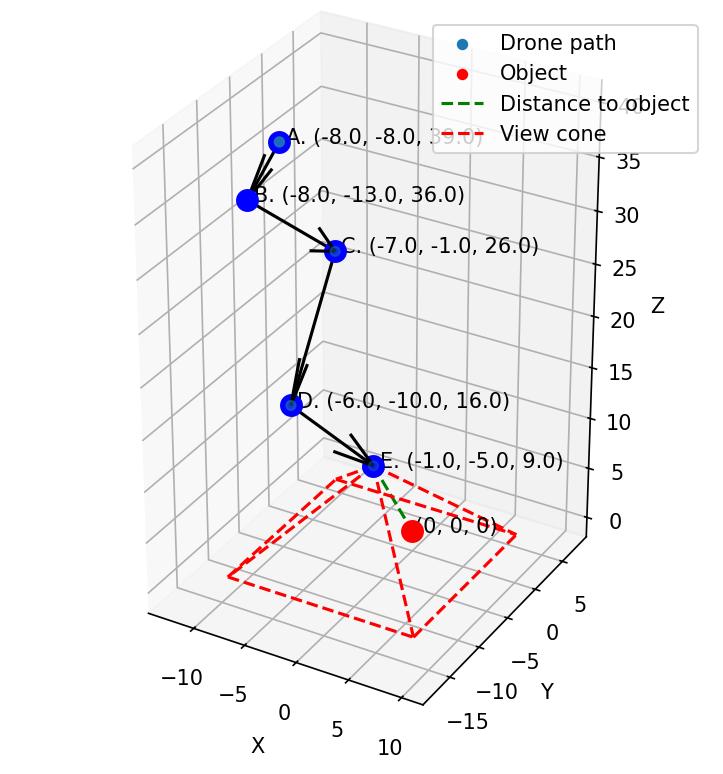 Drone path
Object
Distance to object
View cone
A. (-8.0, -8.0, 39.0)
B. (-8.0, -13.0, 36.0)
C. (-7.0, -1.0, 26.0)
D. (-6.0, -10.0, 16.0)
E. (-1.0, -5.0, 9.0)
(0, 0, 0)
40
35
30
25
20
15
10
5
0
Z
5
0
−5
−10
−15
Y
−10
−5
0
5
10
X